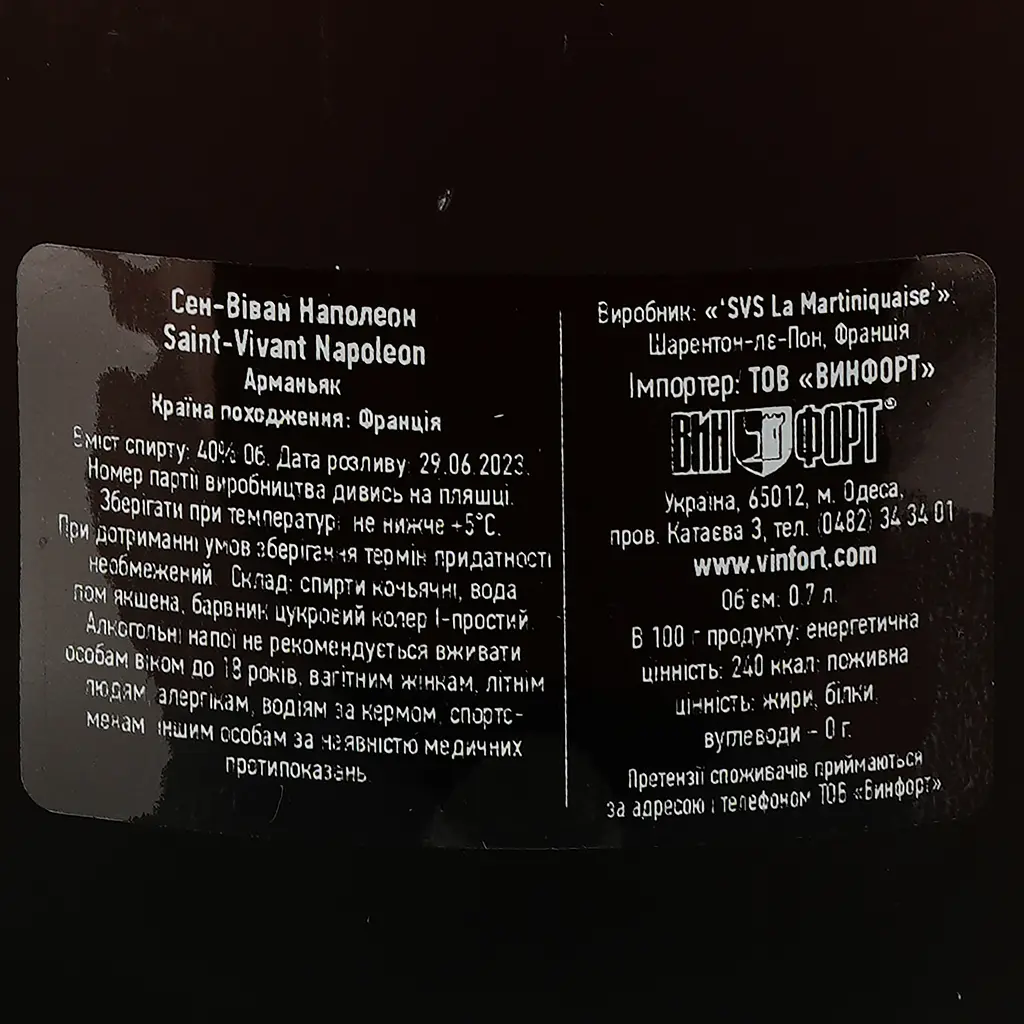 Сен-Віван Наполеон
Saint-Vivant Napoleon
Арманьяк
Країна походження: Франція
Вміст спирту: 40% об. Дата розливу: 29.06.2023.
Номер партії виробництва дивись на пляшці.
Зберігати при температурі не нижче +5°С.
При дотриманні умов зберігання термін придатності
необмежений. Склад: спирти коньячні, вода
пом'якшена, барвник цукровий колер I-простий.
Алкогольні напої не рекомендується вживати
особам віком до 18 років, вагітним жінкам, літнім
людям, алергікам, водіям за кермом, спортс-
менам, іншим особам за наявністю медичних
протипоказань.
Виробник: «'SVS La Martiniquaise'».
Шарентон-лє-Пон, Франція
Імпортер: ТОВ «ВИНФОРТ»
ВИН ФОРТ®
Україна, 65012, м. Одеса,
пров. Катаєва 3, тел. (0482) 34 34 01
www.vinfort.com
Об'єм: 0.7 л.
В 100 г продукту: енергетична
цінність: 240 ккал; поживна
цінність: жири, білки,
вуглеводи – 0 г.
Претензії споживачів приймаються
за адресою і телефоном ТОВ «Винфорт»